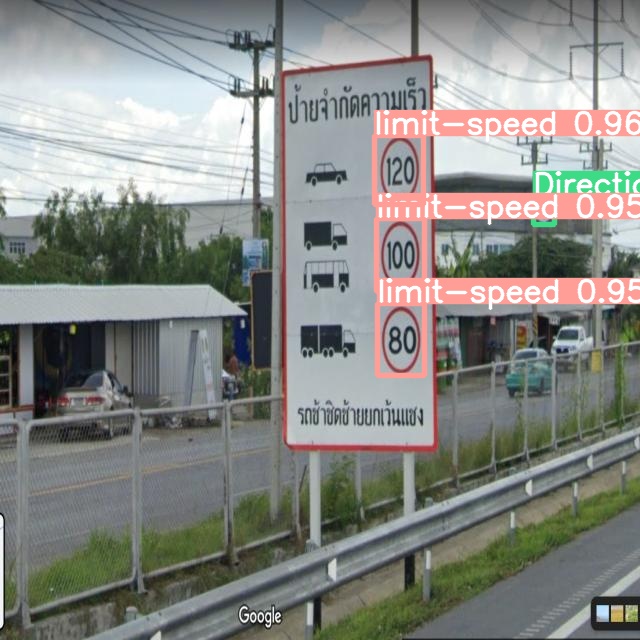 ป้ายจำกัดความเร็ว
limit-speed 0.96
120
Directio
limit-speed 0.95
100
limit-speed 0.95
80
รถช้าชิดซ้ายยกเว้นแซง
Google